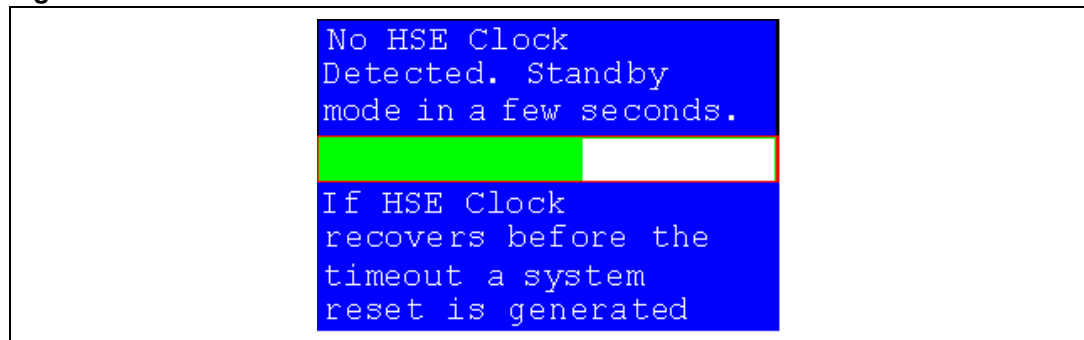 No HSE Clock
Detected. Standby
mode in a few seconds.
If HSE Clock
recovers before the
timeout a system
reset is generated